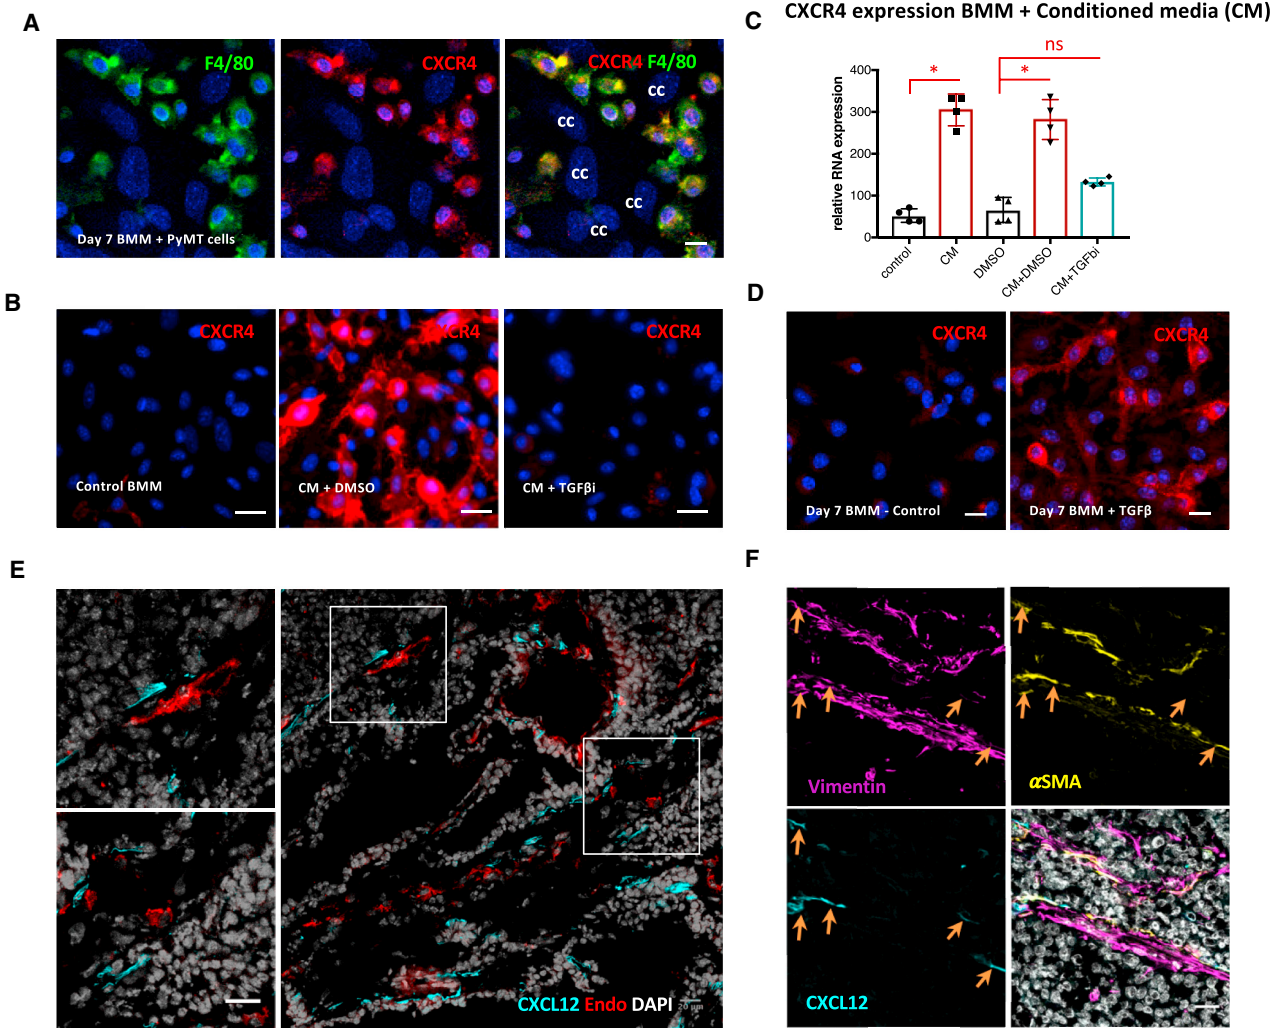 A
F4/80
CXCR4
CXCR4 F4/80
cc
cc
cc
cc
cc
Day 7 BMM + PyMT cells
C
CXCR4 expression BMM + Conditioned media (CM)
relative RNA expression
400
300
200
100
0
*
*
ns
control
CM
DMSO
CM+DMSO
CM+TGFbi
B
CXCR4
CXCR4
CXCR4
Control BMM
CM + DMSO
CM + TGFβi
D
CXCR4
CXCR4
Day 7 BMM - Control
Day 7 BMM + TGFβ
E
CXCL12 Endo DAPI
20 µm
F
Vimentin
αSMA
CXCL12